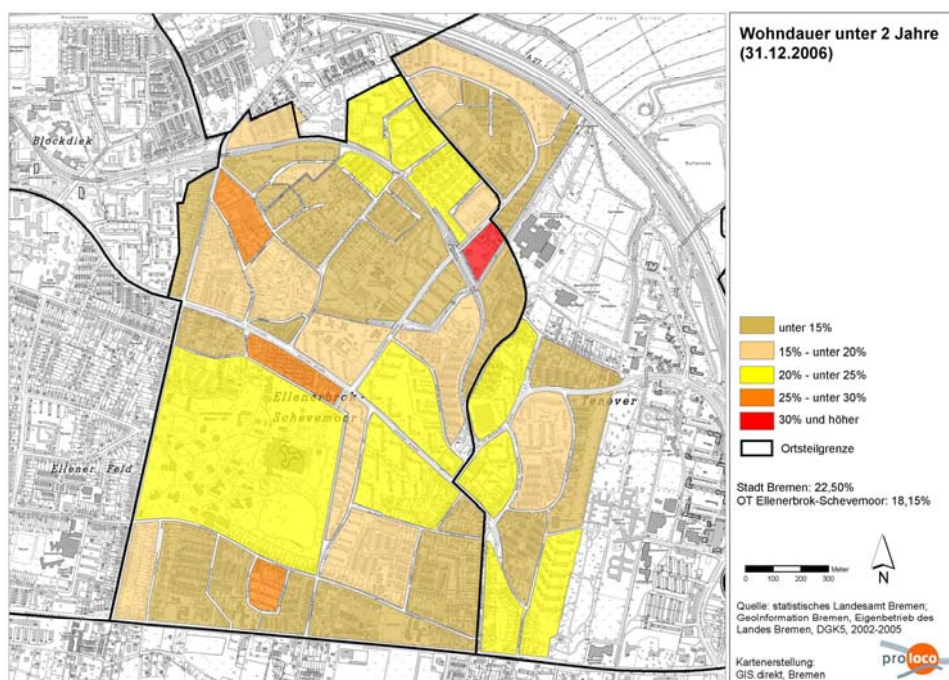 Wohndauer unter 2 Jahre
(31.12.2006)
A 27
Blockdiek
Ellenerbrok-
Schevemoor
Tenever
Ellener Feld
unter 15%
15% - unter 20%
20% - unter 25%
25% - unter 30%
30% und höher
Ortsteilgrenze
Stadt Bremen: 22,50%
OT Ellenerbrok-Schevemoor: 18,15%
0 100 200 300 Meter
N
Quelle: statistisches Landesamt Bremen;
GeoInformation Bremen, Eigenbetrieb des
Landes Bremen, DGK5, 2002-2005
Kartenerstellung:
GIS.direkt, Bremen
proloco